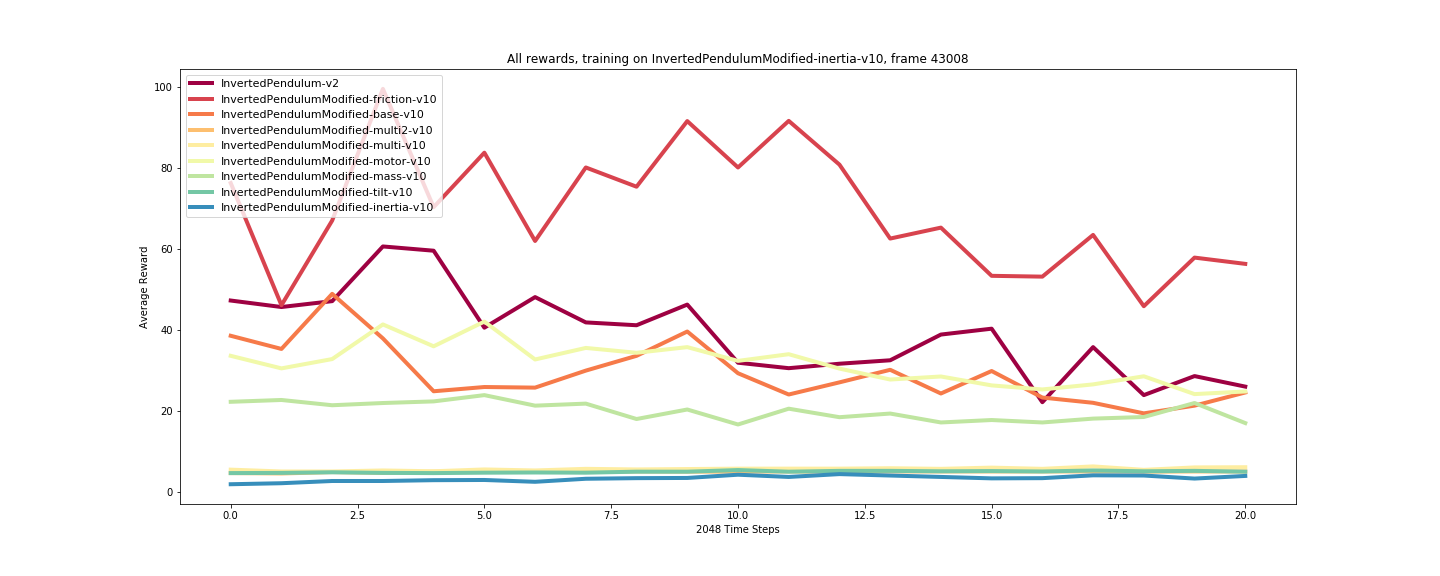 All rewards, training on InvertedPendulumModified-inertia-v10, frame 43008
InvertedPendulum-v2
InvertedPendulumModified-friction-v10
InvertedPendulumModified-base-v10
InvertedPendulumModified-multi2-v10
InvertedPendulumModified-multi-v10
InvertedPendulumModified-motor-v10
InvertedPendulumModified-mass-v10
InvertedPendulumModified-tilt-v10
InvertedPendulumModified-inertia-v10
100
80
60
40
20
0
Average Reward
0.0 2.5 5.0 7.5 10.0 12.5 15.0 17.5 20.0
2048 Time Steps